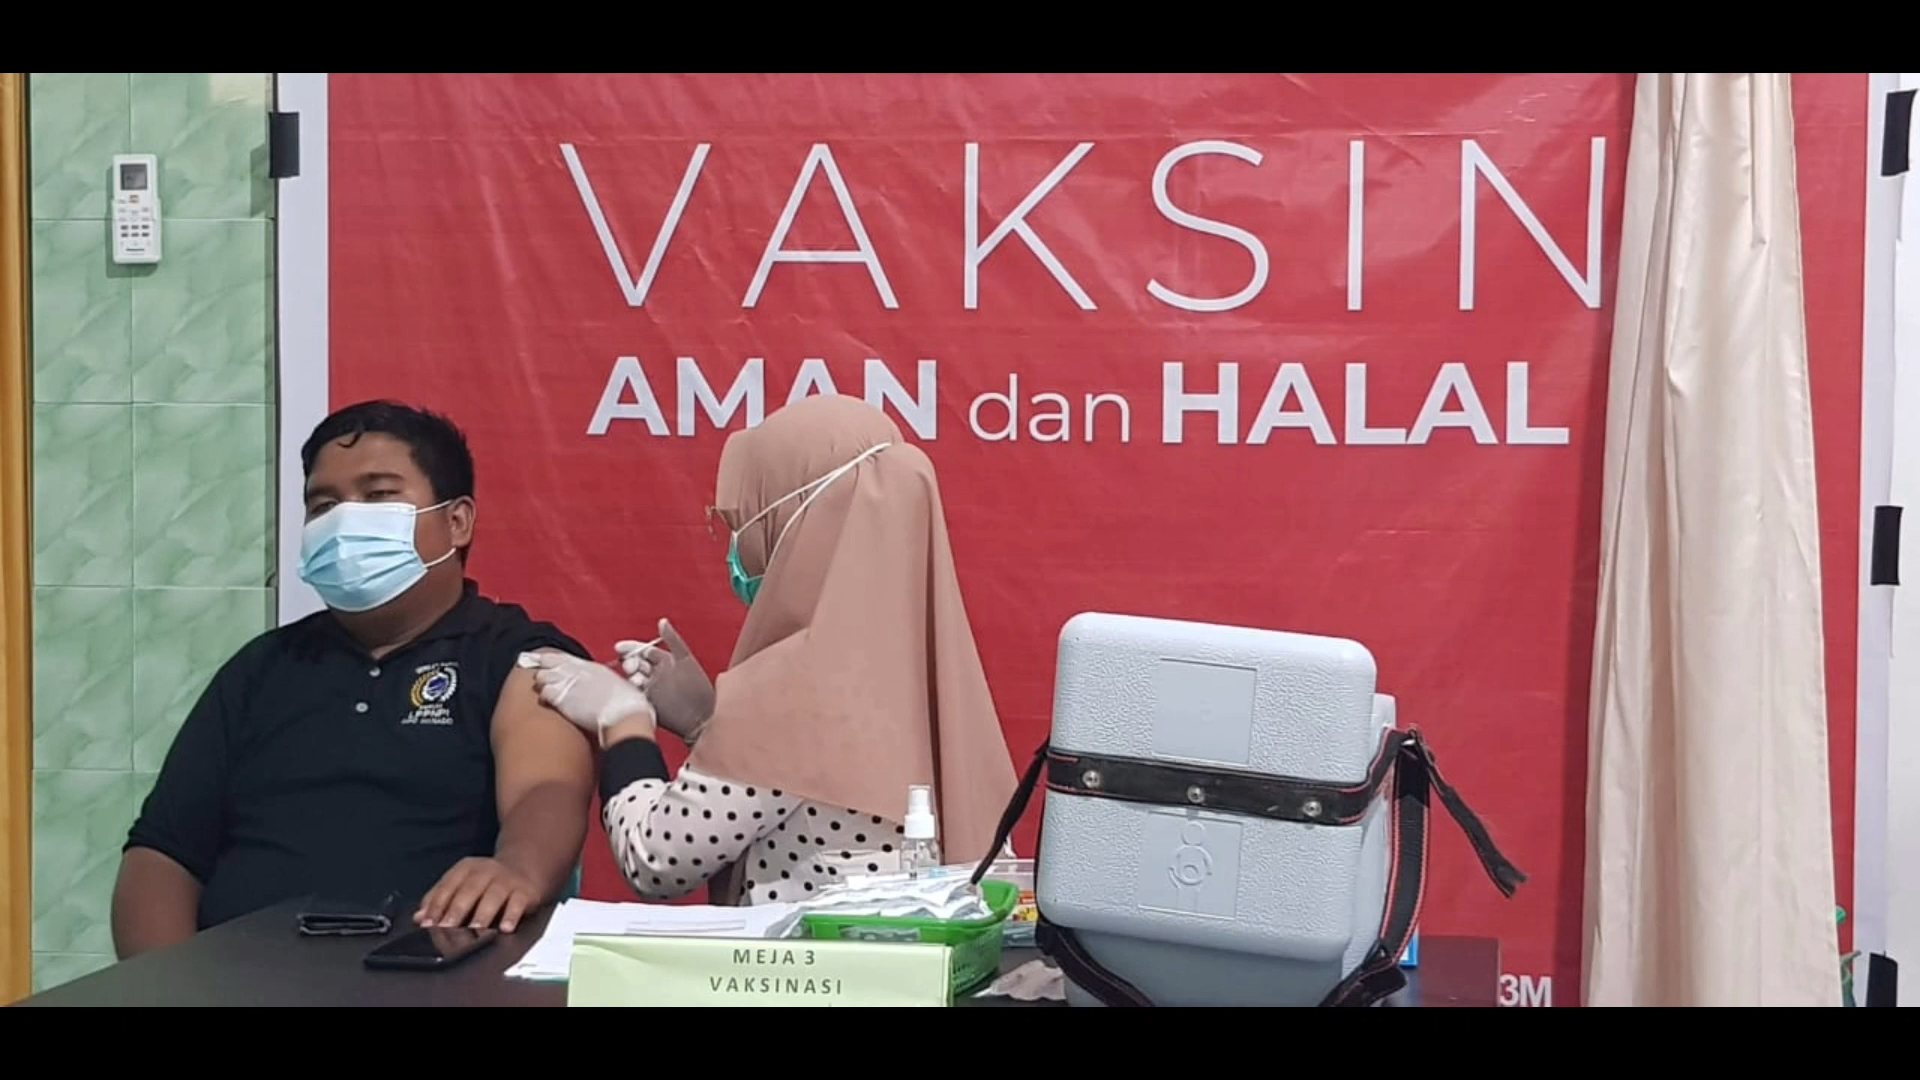 VAKSIN
AMAN dan HALAL
MEJA 3
VAKSINASI
3M